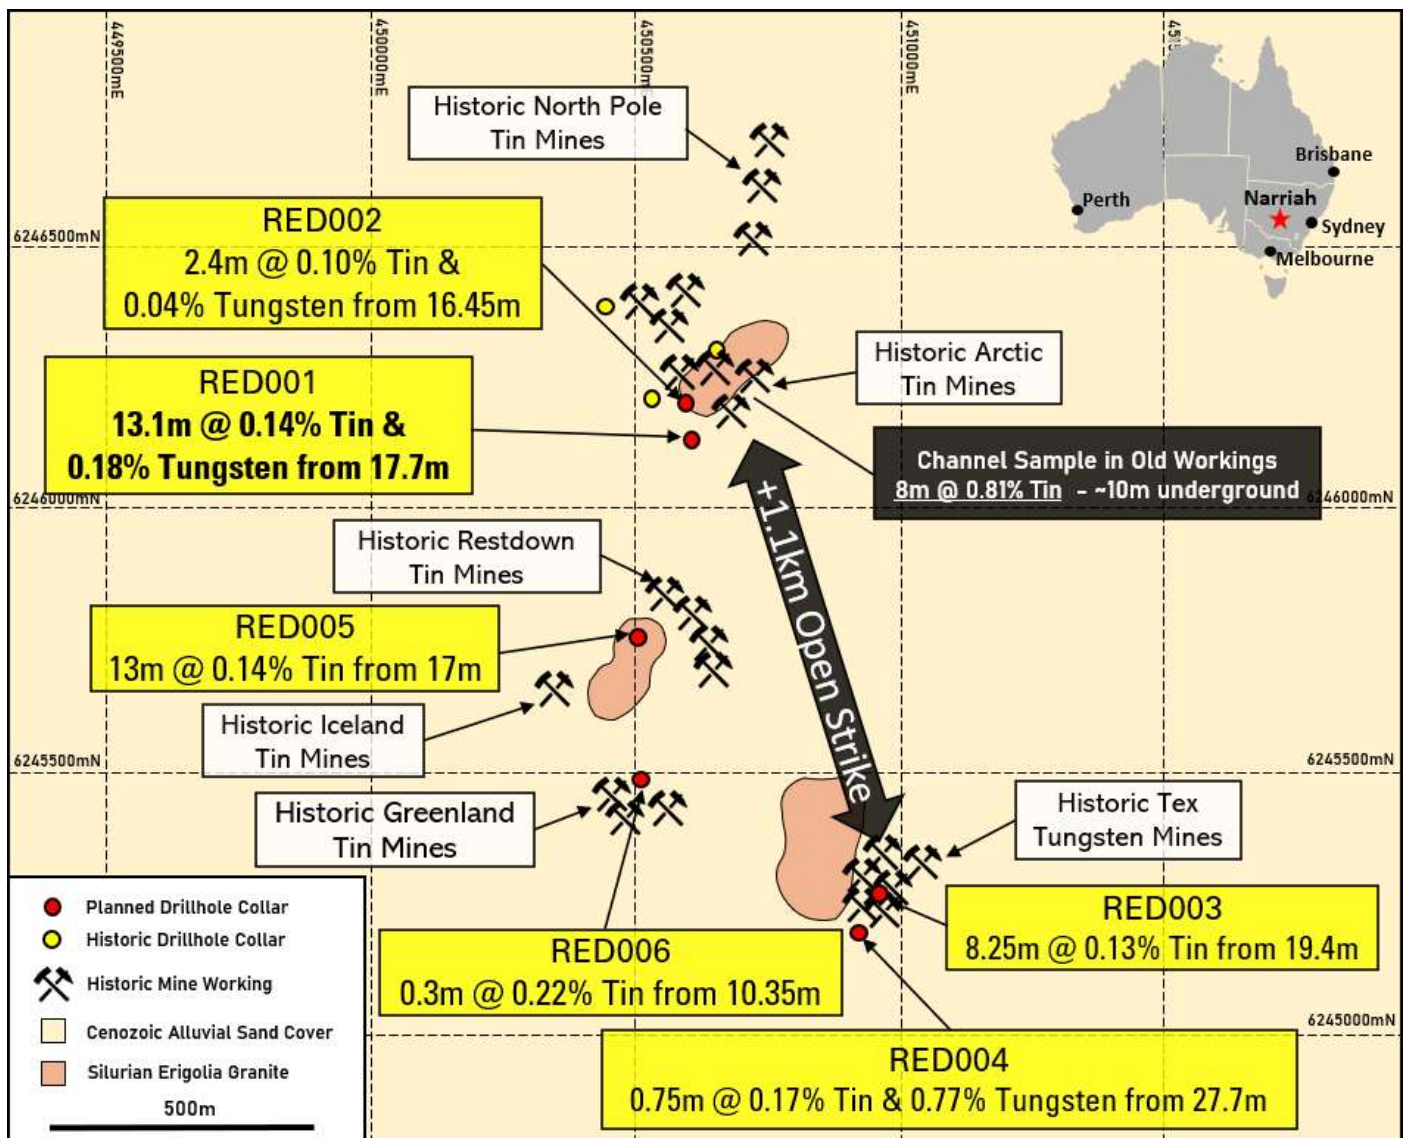 449500mE
450000mE
450500mE
451000mE
Historic North Pole
Tin Mines
Brisbane
Perth
Narriah
Sydney
Melbourne
RED002
2.4m @ 0.10% Tin &
0.04% Tungsten from 16.45m
6246500mN
RED001
13.1m @ 0.14% Tin &
0.18% Tungsten from 17.7m
Historic Arctic
Tin Mines
Channel Sample in Old Workings
8m @ 0.81% Tin - ~10m underground
6246000mN
6246000mN
+1.1km Open Strike
Historic Restdown
Tin Mines
RED005
13m @ 0.14% Tin from 17m
Historic Iceland
Tin Mines
6245500mN
6245500mN
Historic Greenland
Tin Mines
Historic Tex
Tungsten Mines
RED003
8.25m @ 0.13% Tin from 19.4m
RED006
0.3m @ 0.22% Tin from 10.35m
6245000mN
RED004
0.75m @ 0.17% Tin & 0.77% Tungsten from 27.7m
Planned Drillhole Collar
Historic Drillhole Collar
Historic Mine Working
Cenozoic Alluvial Sand Cover
Silurian Erigolia Granite
500m